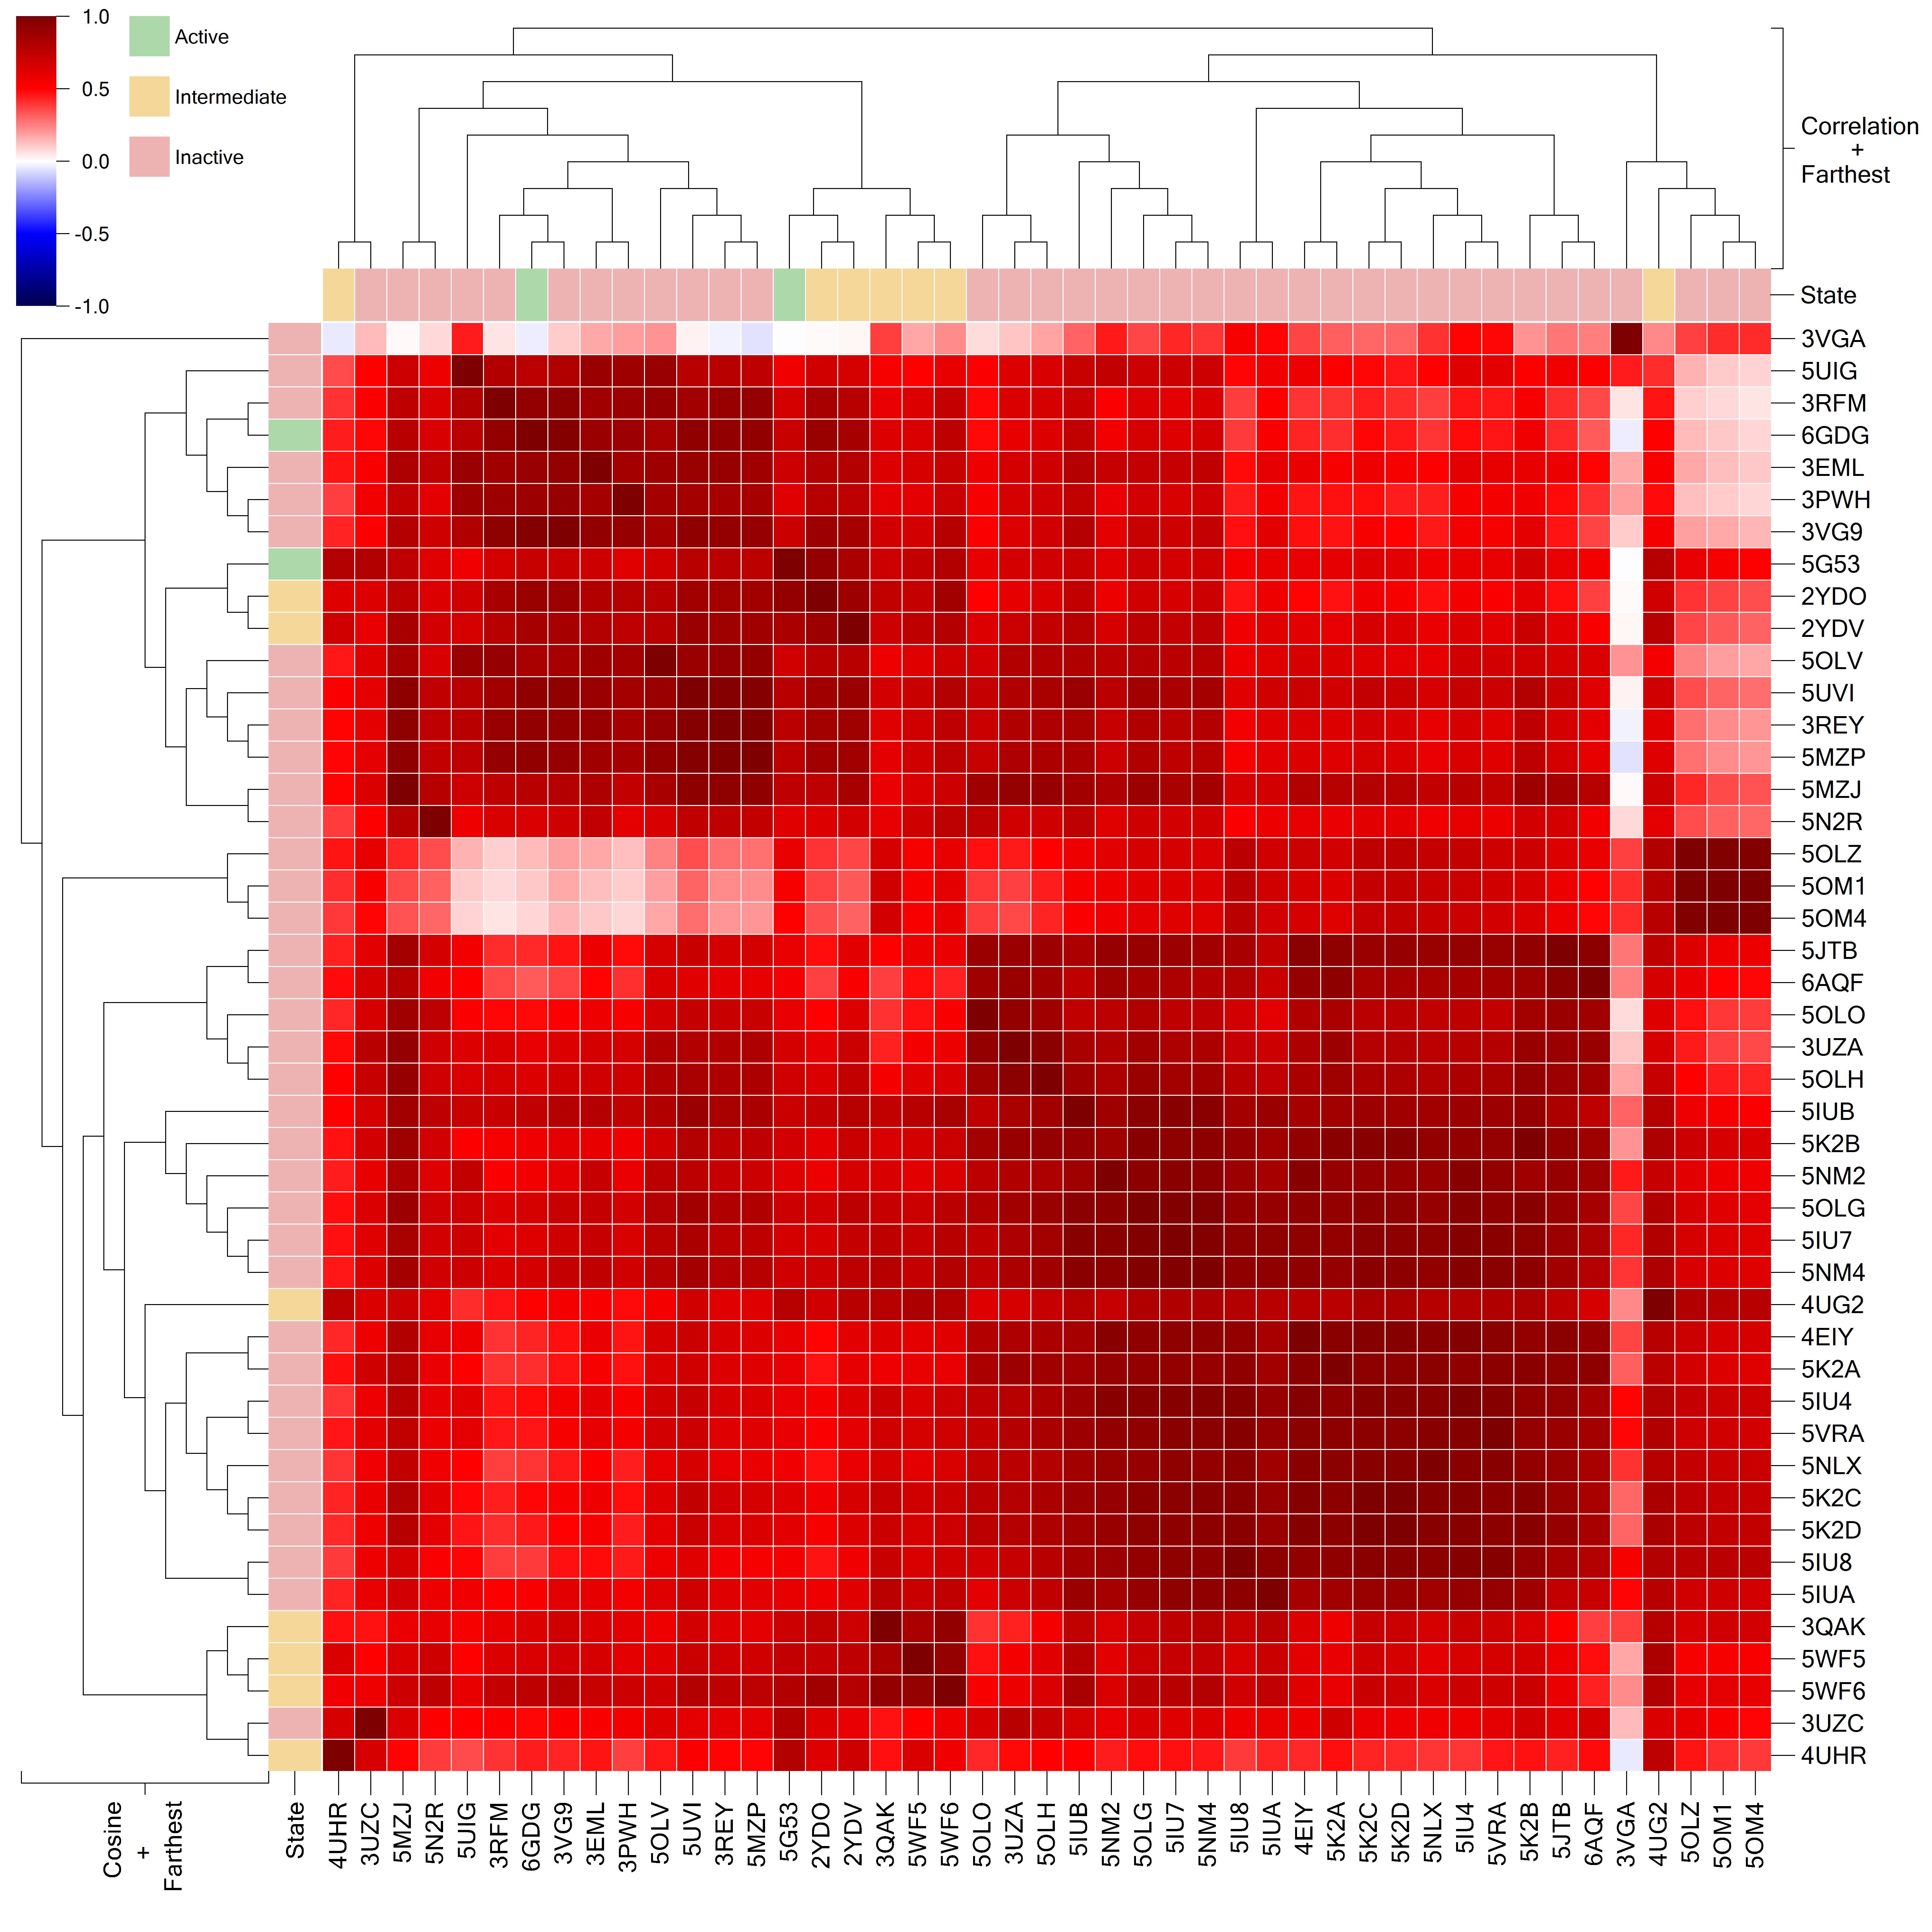 1.0
0.5
0.0
-0.5
-1.0
Active
Intermediate
Inactive
Correlation
+
Farthest
State
3VGA
5UIG
3RFM
6GDG
3EML
3PWH
3VG9
5G53
2YDO
2YDV
5OLV
5UVI
3REY
5MZP
5MZJ
5N2R
5OLZ
5OM1
5OM4
5JTB
6AQF
5OLO
3UZA
5OLH
5IUB
5K2B
5NM2
5OLG
5IU7
5NM4
4UG2
4EIY
5K2A
5IU4
5VRA
5NLX
5K2C
5K2D
5IU8
5IUA
3QAK
5WF5
5WF6
3UZC
4UHR
Cosine
+
Farthest
State
4UHR
3UZC
5MZJ
5N2R
5UIG
3RFM
6GDG
3VG9
3EML
3PWH
5OLV
5UVI
3REY
5MZP
5G53
2YDO
2YDV
3QAK
5WF5
5WF6
5OLO
3UZA
5OLH
5IUB
5NM2
5OLG
5IU7
5NM4
5IU8
5IUA
4EIY
5K2A
5K2C
5K2D
5NLX
5IU4
5VRA
5K2B
5JTB
6AQF
3VGA
4UG2
5OLZ
5OM1
5OM4